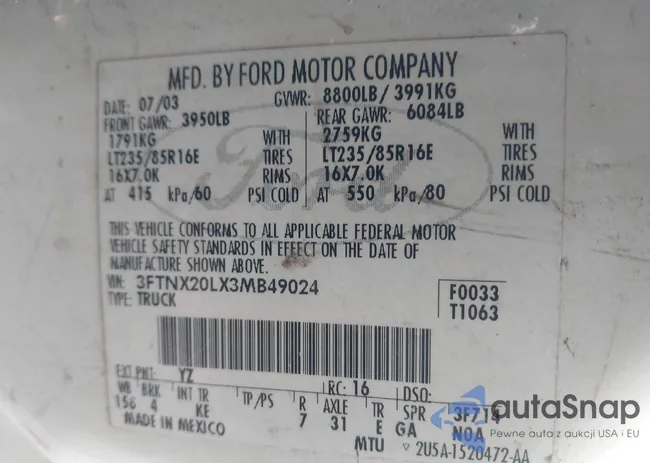 MFD. BY FORD MOTOR COMPANY
DATE: 07/03 GVWR: 8800LB/ 3991KG
FRONT GAWR: 3950LB REAR GAWR: 6084LB
1791KG WITH 2759KG WITH
LT235/85R16E TIRES LT235/85R16E TIRES
16X7.0K RIMS 16X7.0K RIMS
AT 415 kPa/60 PSI COLD AT 550 kPa/80 PSI COLD
Ford
THIS VEHICLE CONFORMS TO ALL APPLICABLE FEDERAL MOTOR
VEHICLE SAFETY STANDARDS IN EFFECT ON THE DATE OF
MANUFACTURE SHOWN ABOVE.
VIN: 3FTNX20LX3MB49024 F0033
TYPE: TRUCK T1063
EXT PNT: YZ RC: 16 DSO:
WB BRK INT TR TP/PS R AXLE TR SPR 3F714
156 4 KE 7 31 E GA NOA
MADE IN MEXICO MTU 2U5A-1520472-AA
autoSnap
Pewne auta z aukcji USA i EU